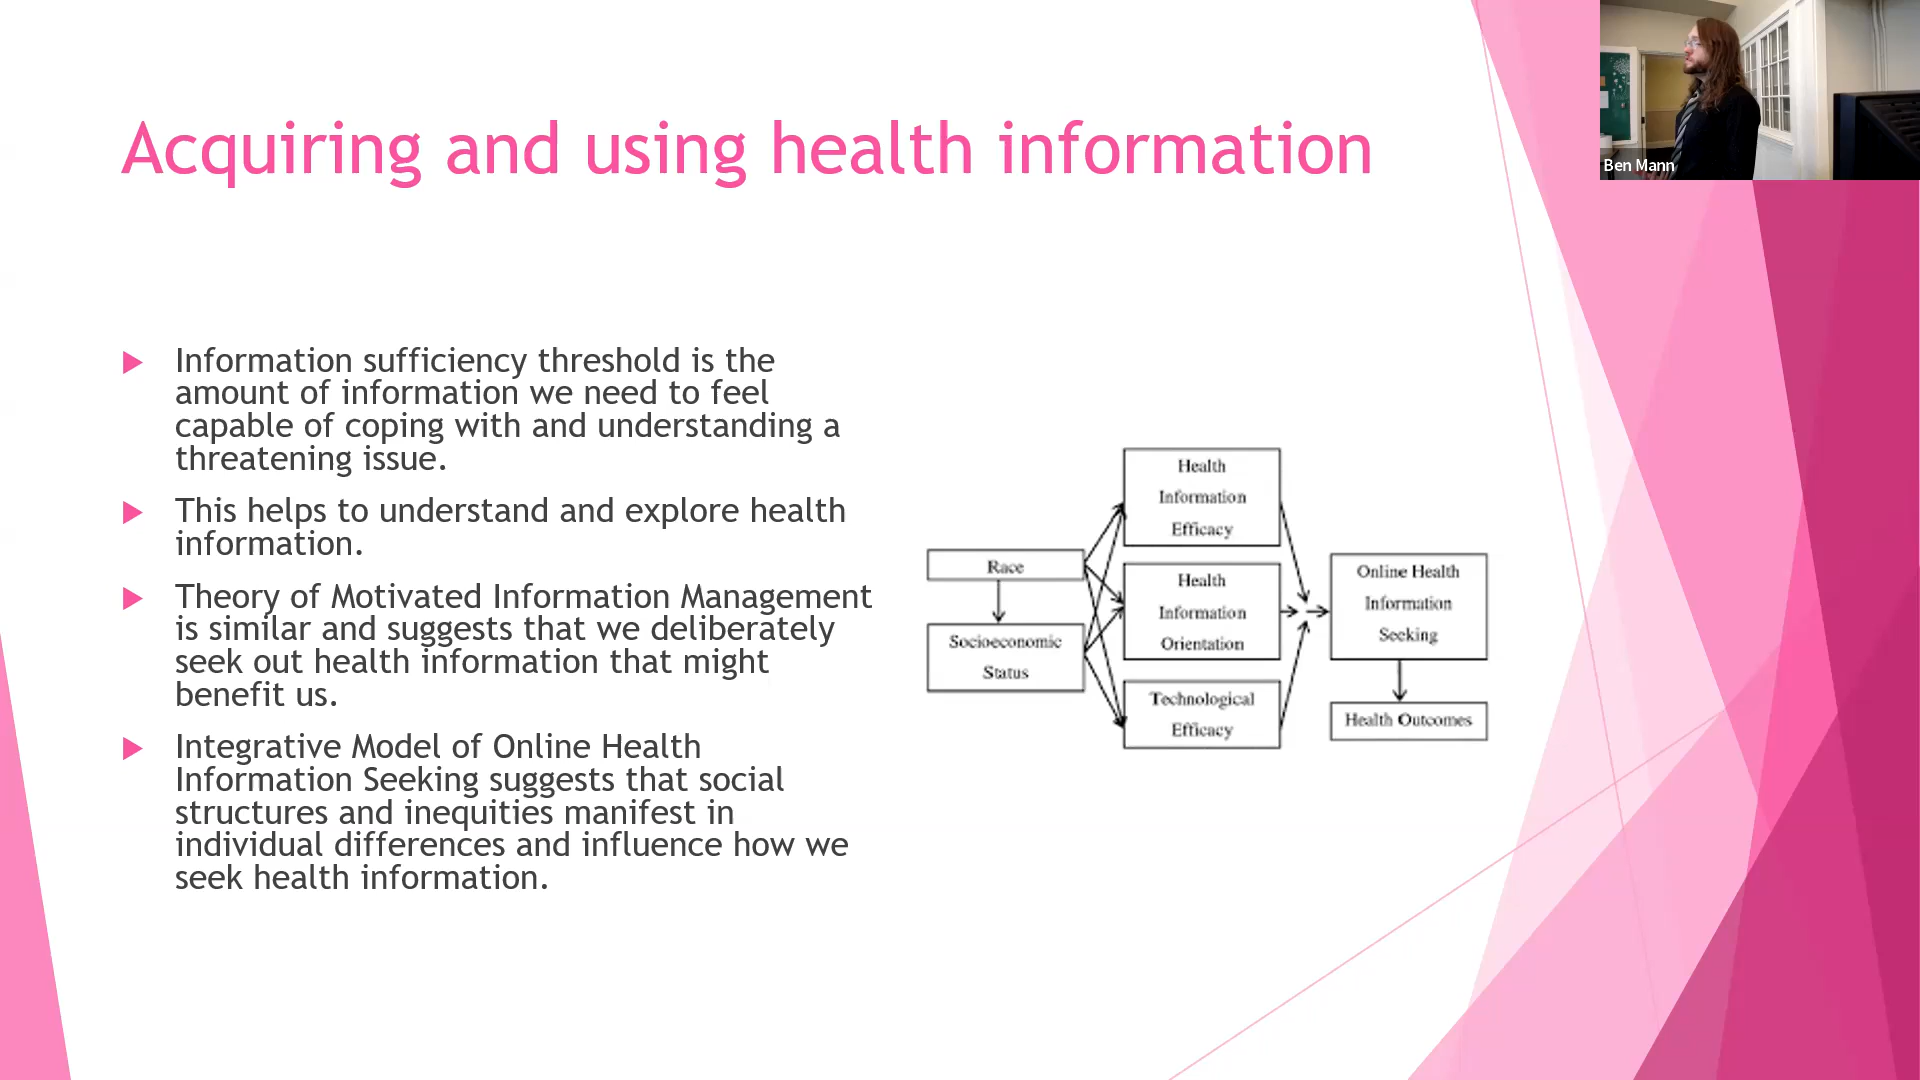 Acquiring and using health information
Ben Mann
Information sufficiency threshold is the
amount of information we need to feel
capable of coping with and understanding a
threatening issue.
This helps to understand and explore health
information.
Theory of Motivated Information Management
is similar and suggests that we deliberately
seek out health information that might
benefit us.
Integrative Model of Online Health
Information Seeking suggests that social
structures and inequities manifest in
individual differences and influence how we
seek health information.
Race
Socioeconomic
Status
Health
Information
Efficacy
Health
Information
Orientation
Technological
Efficacy
Online Health
Information
Seeking
Health Outcomes